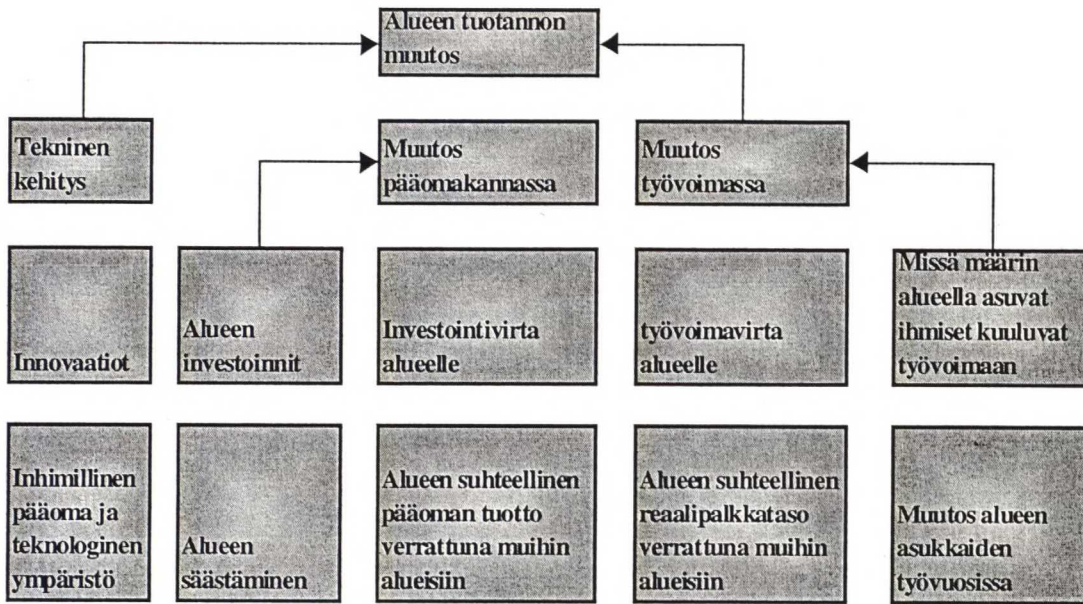 Alueen tuotannon
muutos
Tekninen
kehitys
Muutos
pääomakannassa
Muutos
työvoimassa
Innovaatiot
Alueen
investoinnit
Investointivirta
alueelle
työvoimavirta
alueelle
Missä määrin
alueella asuvat
ihmiset kuuluvat
työvoimaan
Inhimillinen
pääoma ja
teknologinen
ympäristö
Alueen
säästäminen
Alueen suhteellinen
pääoman tuotto
verrattuna muihin
alueisiin
Alueen suhteellinen
reaalipalkkataso
verrattuna muihin
alueisiin
Muutos alueen
asukkaiden
työvuosissa